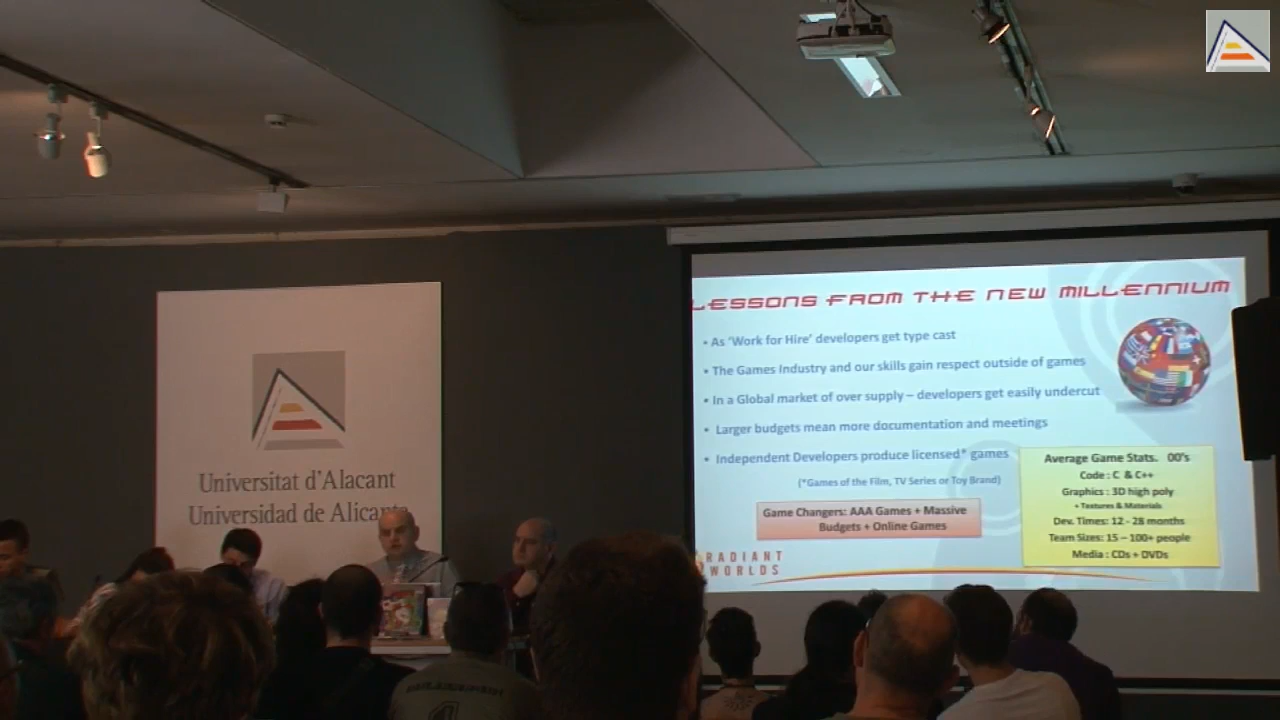 Universitat d'Alacant
Universidad de Alicante
LESSONS FROM THE NEW MILLENNIUM
• As 'Work for Hire' developers get type cast
• The Games Industry and our skills gain respect outside of games
• In a Global market of over supply – developers get easily undercut
• Larger budgets mean more documentation and meetings
• Independent Developers produce licensed* games
(*Games of the Film, TV Series or Toy Brand)
Game Changers: AAA Games + Massive
Budgets + Online Games
Average Game Stats. 00's
Code : C & C++
Graphics : 3D high poly
+ Textures & Materials
Dev. Times: 12 - 28 months
Team Sizes: 15 – 100+ people
Media : CDs + DVDs
RADIANT
WORLDS